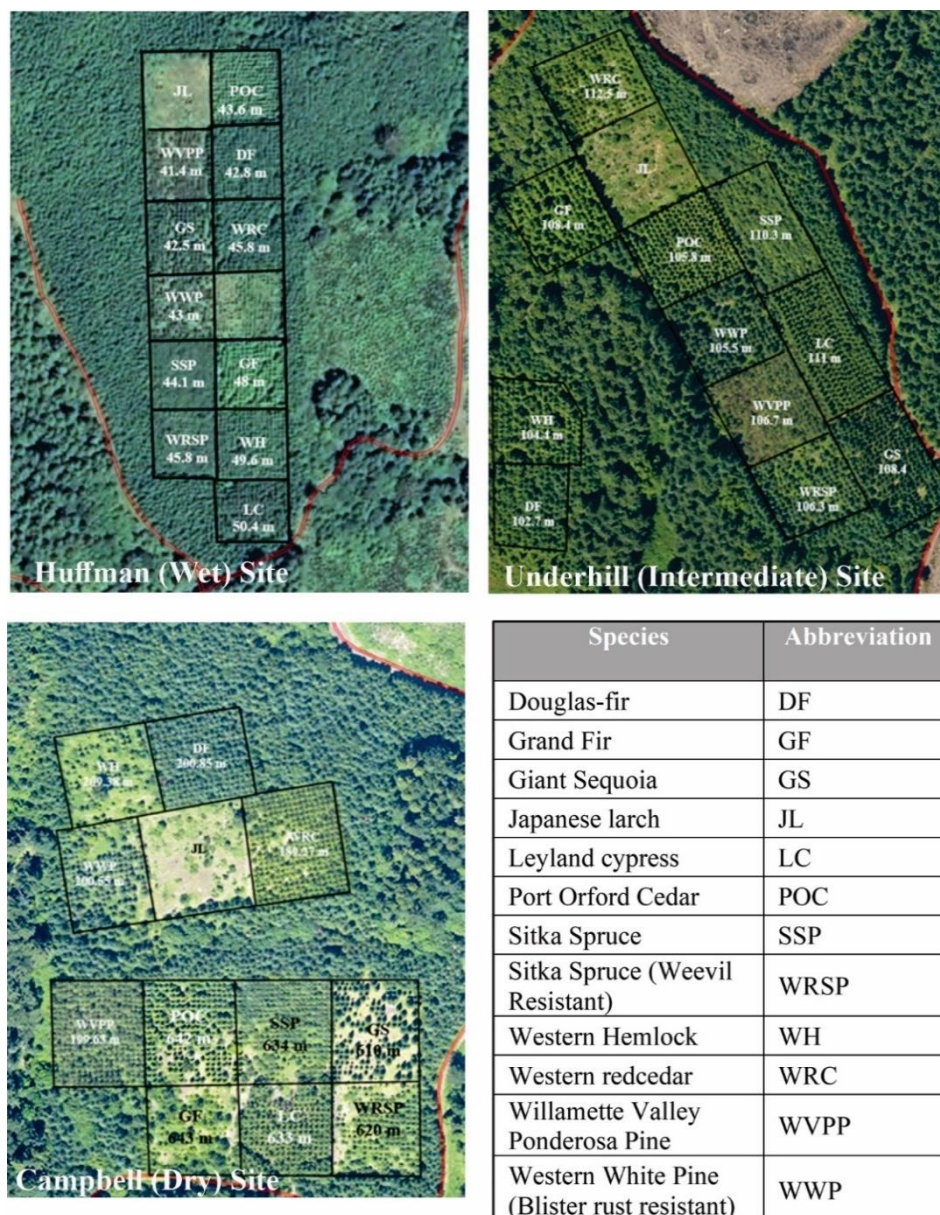 JL
POC
43.6 m
WVPP
41.4 m
DF
42.8 m
GS
42.5 m
WRC
45.8 m
WWP
43 m
SSP
44.1 m
GF
48 m
WRSP
45.8 m
WH
49.6 m
LC
50.4 m
Huffman (Wet) Site
WRC
112.5 m
JL
GF
108.4 m
SSP
110.3 m
POC
105.8 m
WWP
105.5 m
LC
111 m
WVPP
106.7 m
WH
104.4 m
GS
108.4
WRSP
106.3 m
DF
102.7 m
Underhill (Intermediate) Site
DF
200.85 m
WH
209.38 m
JL
WRC
WWP
WVPP
199.63 m
POC
642 m
SSP
634 m
GS
610 m
GF
643 m
LC
633 m
WRSP
620 m
Campbell (Dry) Site
Species Abbreviation
Douglas-fir DF
Grand Fir GF
Giant Sequoia GS
Japanese larch JL
Leyland cypress LC
Port Orford Cedar POC
Sitka Spruce SSP
Sitka Spruce (Weevil
Resistant) WRSP
Western Hemlock WH
Western redcedar WRC
Willamette Valley
Ponderosa Pine WVPP
Western White Pine
(Blister rust resistant) WWP